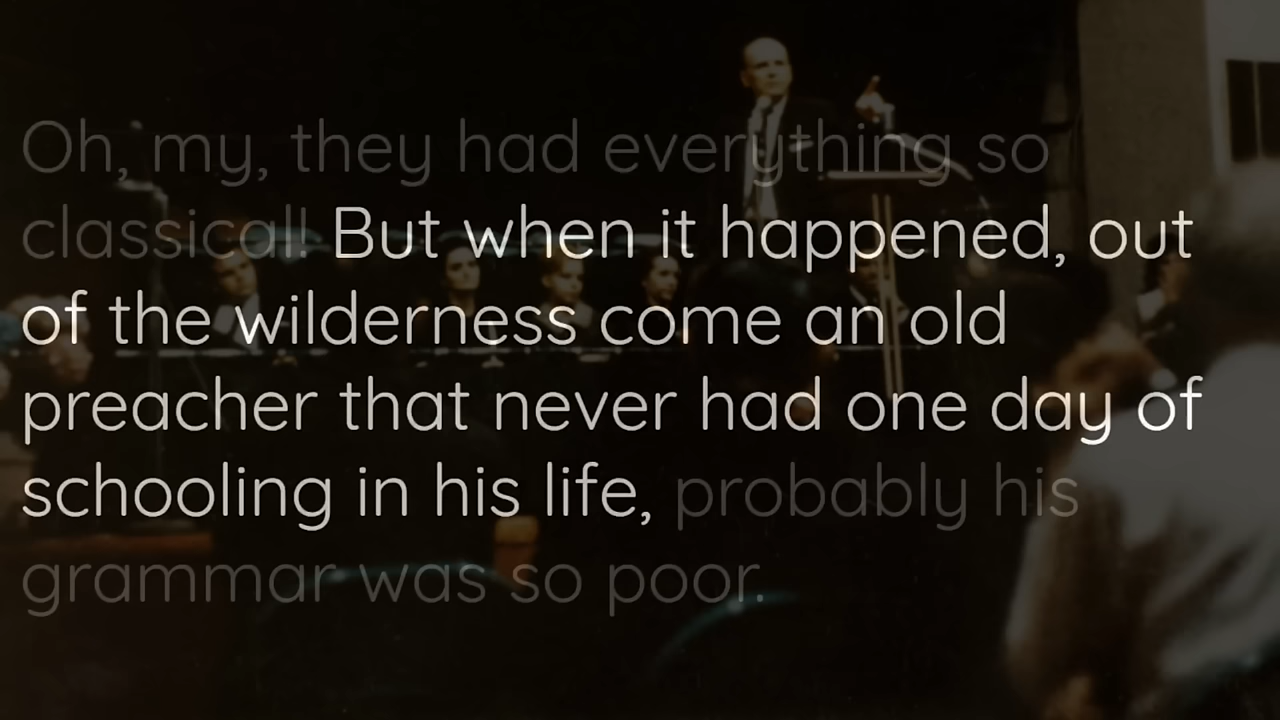 Oh, my, they had everything so
classical! But when it happened, out
of the wilderness come an old
preacher that never had one day of
schooling in his life, probably his
grammar was so poor.